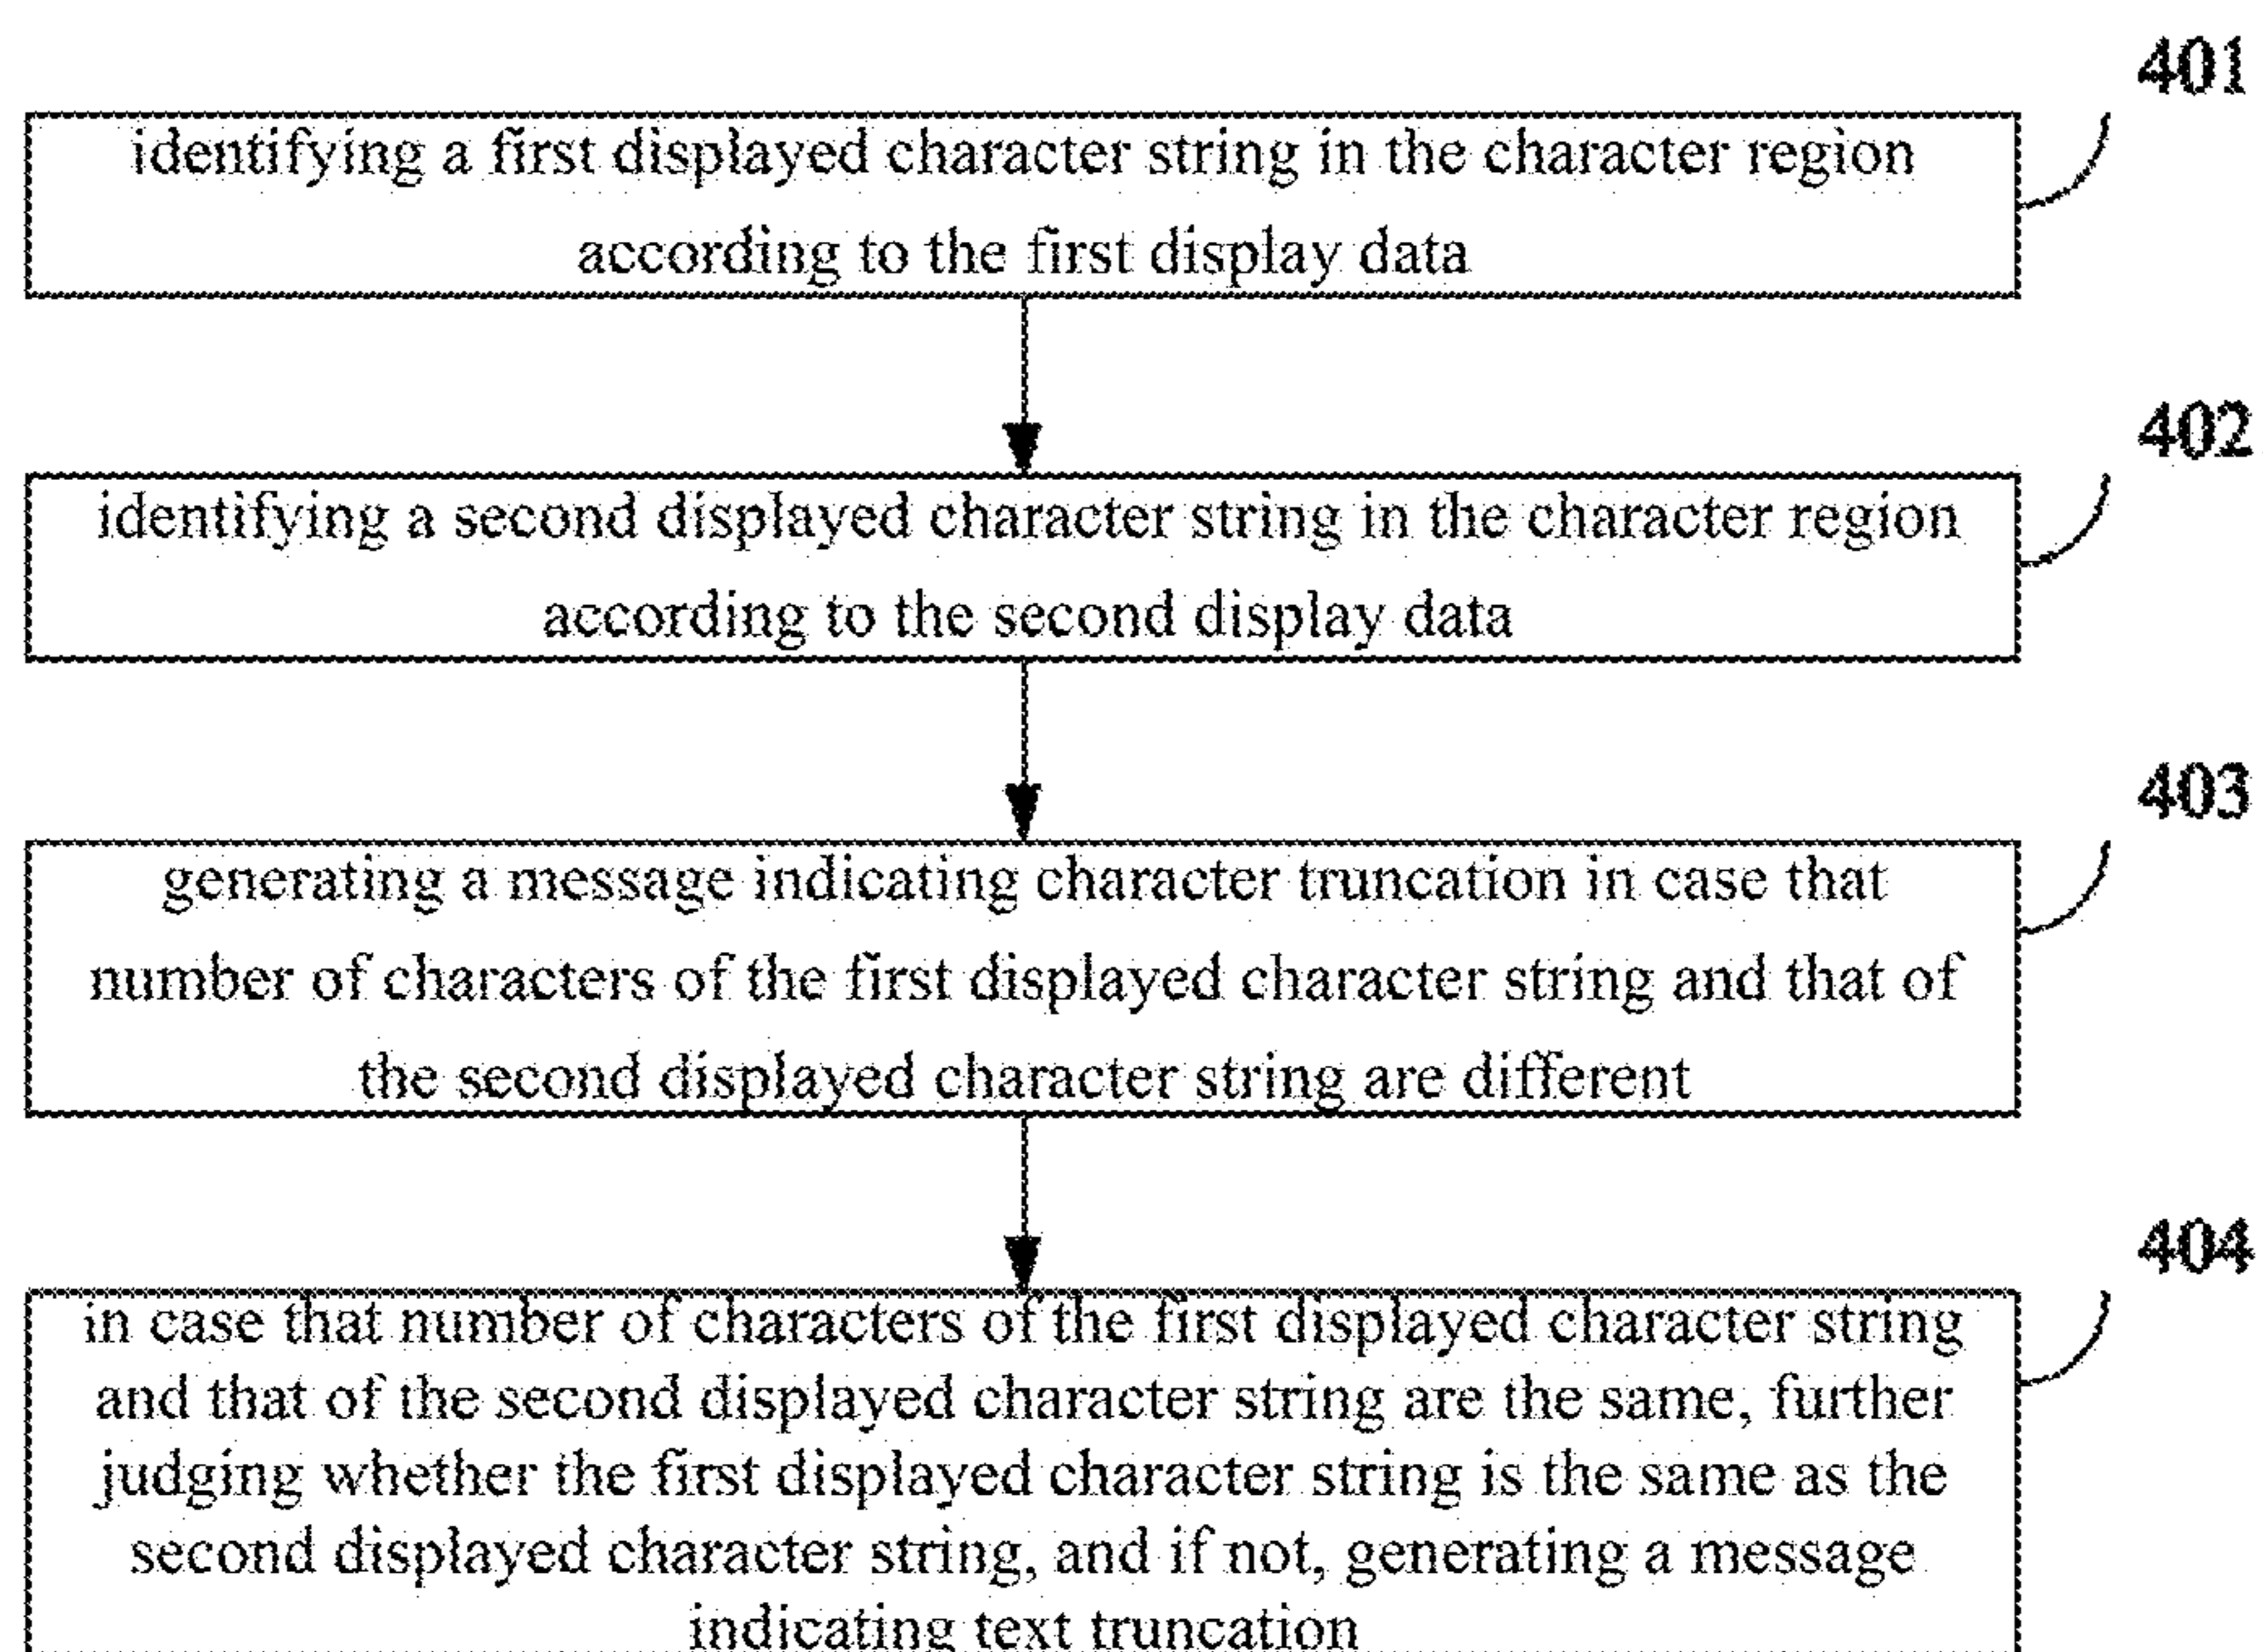 401
identifying a first displayed character string in the character region
according to the first display data
402
identifying a second displayed character string in the character region
according to the second display data
403
generating a message indicating character truncation in case that
number of characters of the first displayed character string and that of
the second displayed character string are different
404
in case that number of characters of the first displayed character string
and that of the second displayed character string are the same, further
judging whether the first displayed character string is the same as the
second displayed character string, and if not, generating a message
indicating text truncation